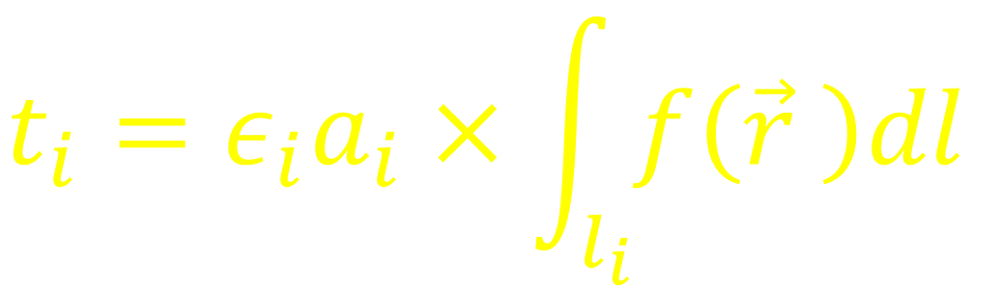 t_i = ϵ_i a_i × ∫_{l_i} f(r⃗)dl